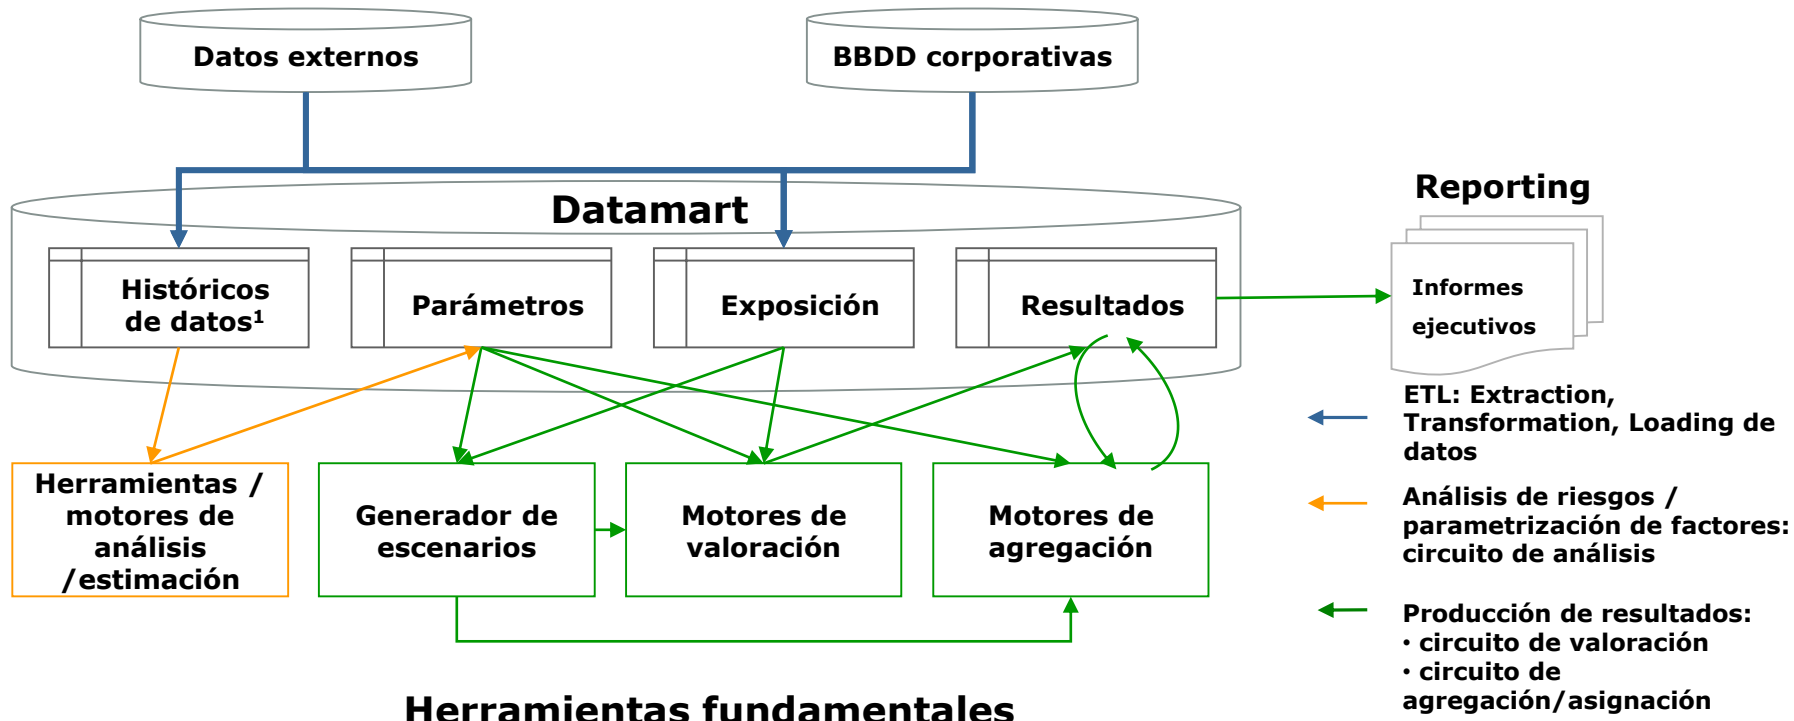 Datos externos
BBDD corporativas
Datamart
Reporting
Históricos
de datos¹
Parámetros
Exposición
Resultados
Informes
ejecutivos
ETL: Extraction,
Transformation, Loading de
datos
Herramientas /
motores de
análisis
/estimación
Generador de
escenarios
Motores de
valoración
Motores de
agregación
Análisis de riesgos /
parametrización de factores:
circuito de análisis
Producción de resultados:
· circuito de valoración
· circuito de
agregación/asignación
Herramientas fundamentales